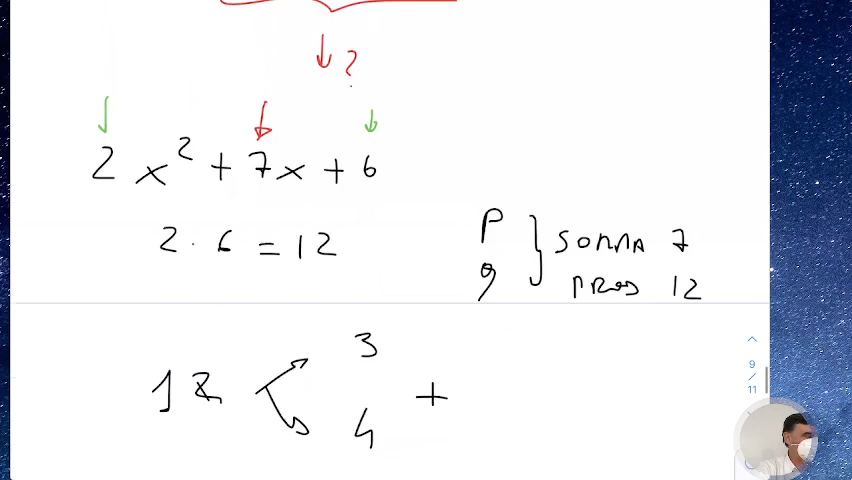 ?
2x² + 7x + 6
2 · 6 = 12
P
q
SOMMA 7
PROD 12
12
3
4
+
9
/
11